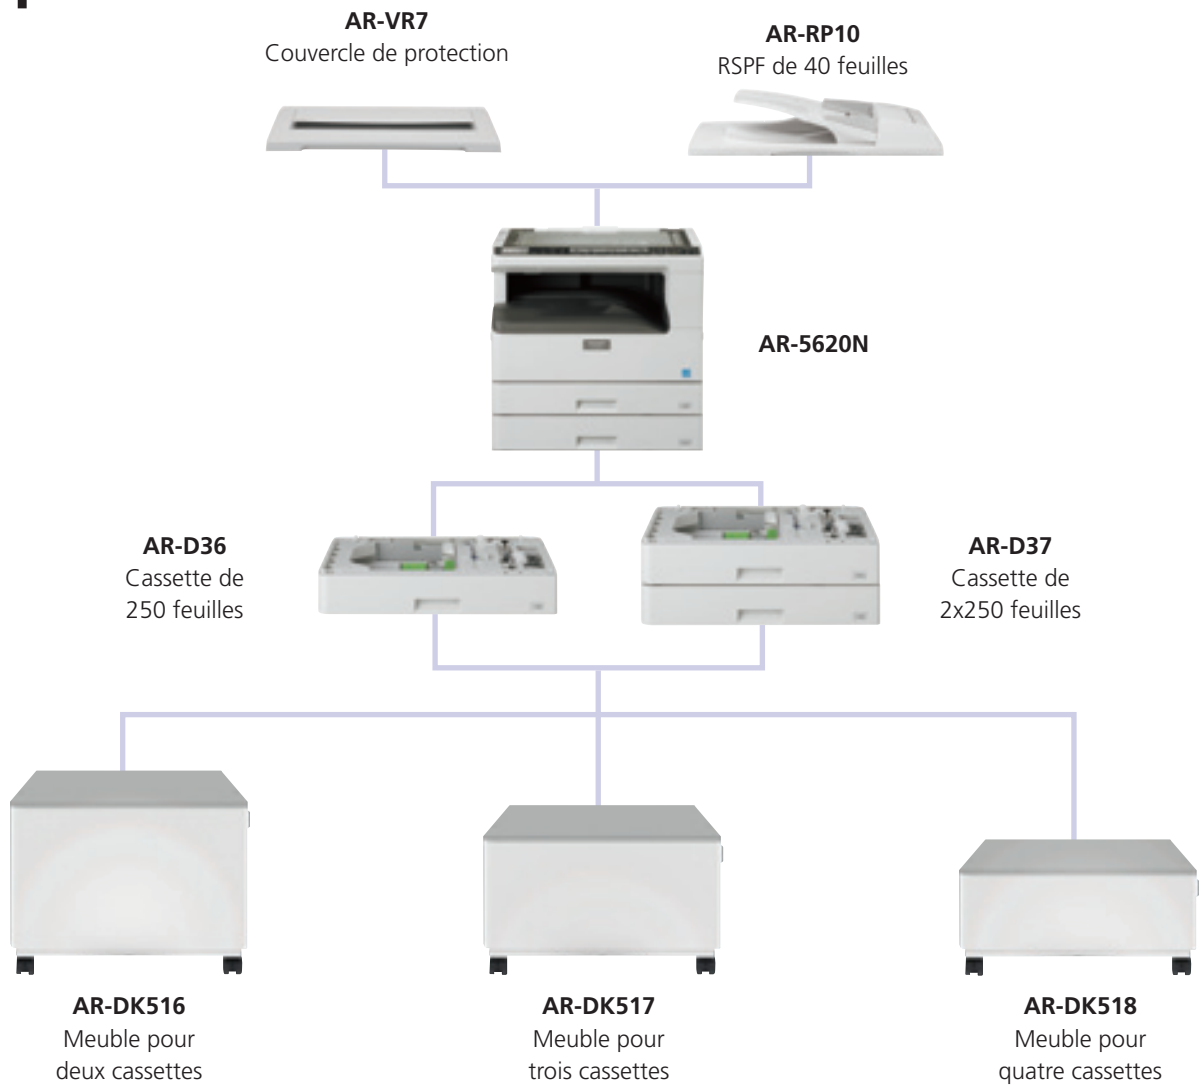 AR-VR7
Couvercle de protection
AR-RP10
RSPF de 40 feuilles
AR-5620N
AR-D36
Cassette de
250 feuilles
AR-D37
Cassette de
2x250 feuilles
AR-DK516
Meuble pour
deux cassettes
AR-DK517
Meuble pour
trois cassettes
AR-DK518
Meuble pour
quatre cassettes